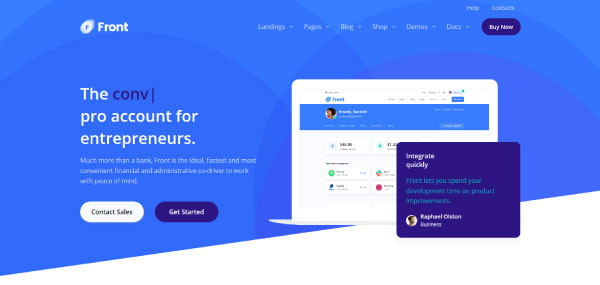 Help Contacts
Front
Landings Pages Blog Shop Demos Docs Buy Now
The conv|
pro account for
entrepreneurs.
Much more than a bank, Front is the ideal, fastest and most
convenient financial and administrative co-driver to work
with peace of mind.
Contact Sales Get Started
Front
Integrate
quickly
Front lets you spend your
development time on product
improvements.
Raphael Olston
Business